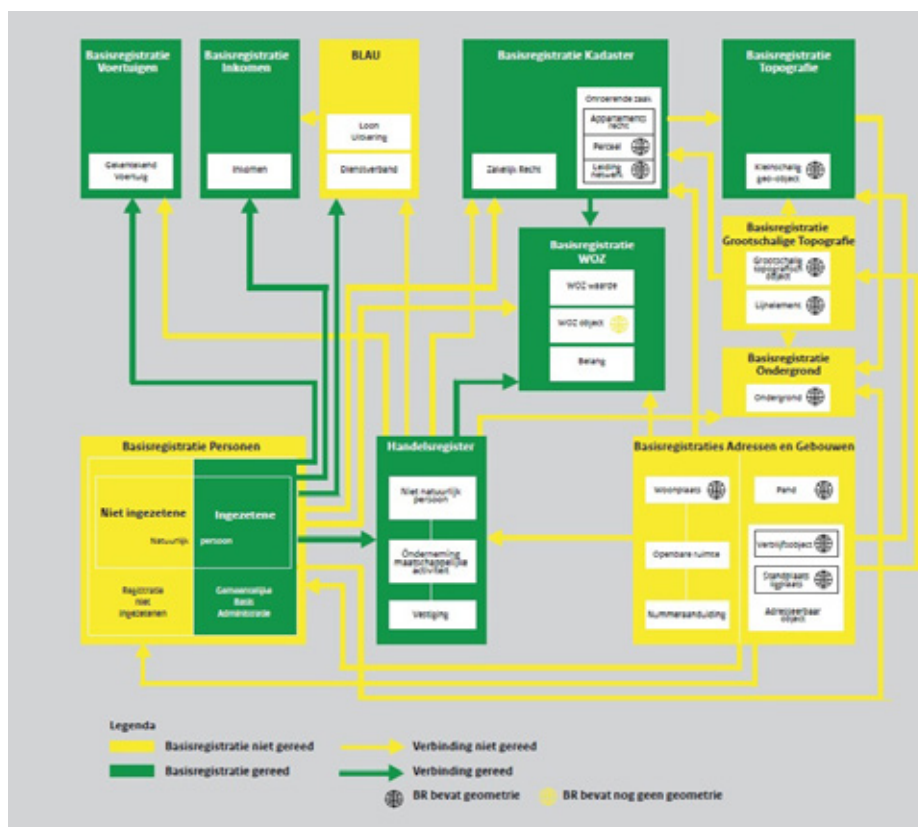 Basisregistratie
Voertuigen
Gekentekend
Voertuig
Basisregistratie
Inkomen
Inkomen
BLAU
Loon
Uitkering
Dienstverband
Basisregistratie Kadaster
Onroerende zaak
Appartements
recht
Perceel
Leiding
netwerk
Zakelijk Recht
Basisregistratie
Topografie
Kleinschalig
geo-object
Basisregistratie
WOZ
WOZ waarde
WOZ object
Belang
Basisregistratie
Grootschalige Topografie
Grootschalig
topografisch
object
Lijnelement
Basisregistratie
Ondergrond
Ondergrond
Basisregistratie Personen
Niet ingezetene
Ingezetene
Natuurlijk persoon
Registratie
niet
ingezetenen
Gemeentelijke
Basis
Administratie
Handelsregister
Niet natuurlijk
persoon
Onderneming
maatschappelijke
activiteit
Vestiging
Basisregistraties Adressen en Gebouwen
Woonplaats
Pand
Openbare ruimte
Verblijfsobject
Standplaats
ligplaats
Nummeraanduiding
Adresseerbaar
object
Legenda
Basisregistratie niet gereed
Verbinding niet gereed
Basisregistratie gereed
Verbinding gereed
BR bevat geometrie
BR bevat nog geen geometrie